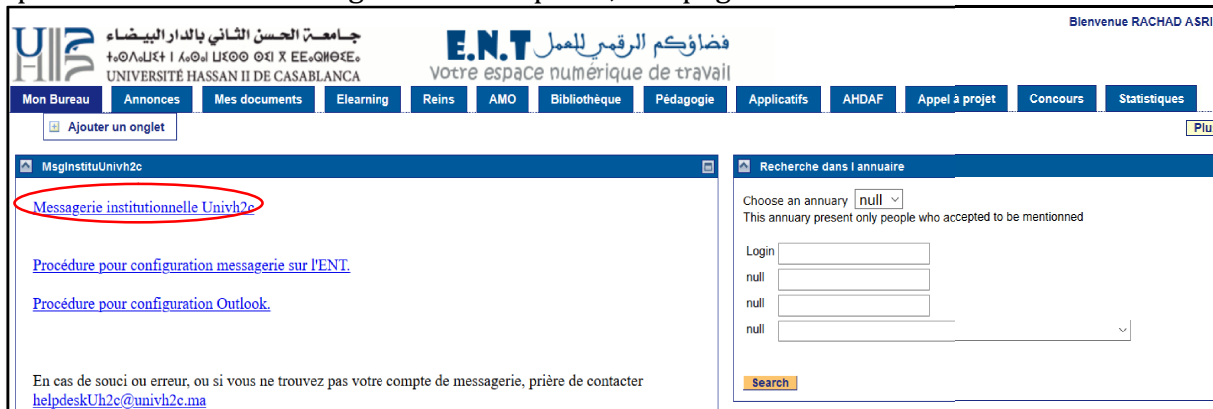 Bienvenue RACHAD ASRI
جامعة الحسن الثاني بالدار البيضاء
UNIVERSITÉ HASSAN II DE CASABLANCA
E.N.T فضاؤكم الرقمي للعمل
votre espace numérique de travail
Mon Bureau Annonces Mes documents Elearning Reins AMO Bibliothèque Pédagogie Applicatifs AHDAF Appel à projet Concours Statistiques
Ajouter un onglet
Plu
MsgInstituUnivh2c
Messagerie institutionnelle Univh2c
Procédure pour configuration messagerie sur l'ENT.
Procédure pour configuration Outlook.
En cas de souci ou erreur, ou si vous ne trouvez pas votre compte de messagerie, prière de contacter
helpdeskUh2c@univh2c.ma
Recherche dans l annuaire
Choose an annuary null
This annuary present only people who accepted to be mentionned
Login
null
null
null
Search